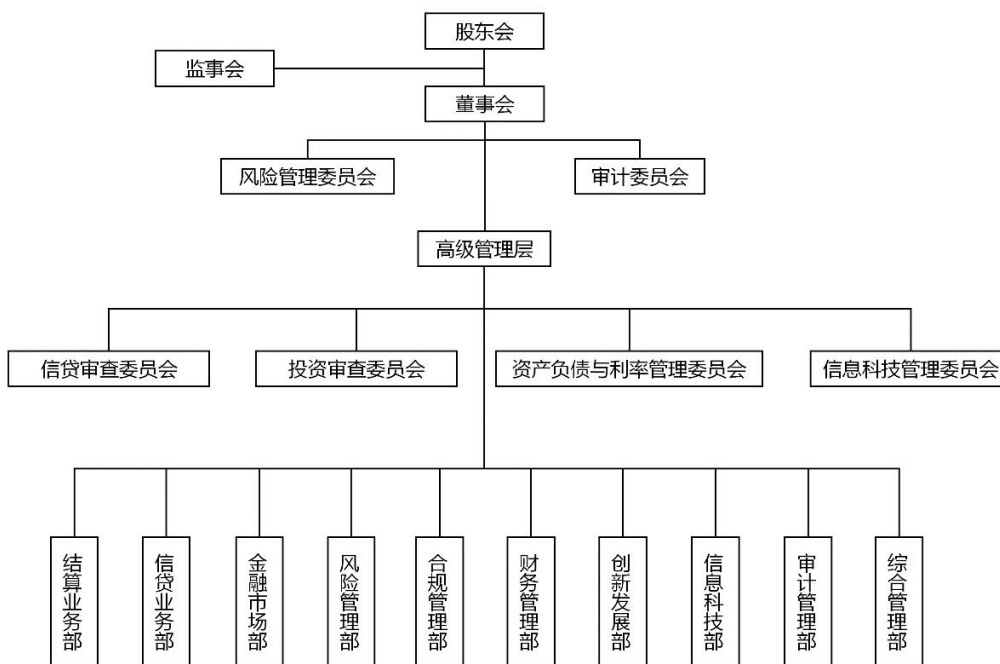 股东会
监事会
董事会
风险管理委员会
审计委员会
高级管理层
信贷审查委员会
投资审查委员会
资产负债与利率管理委员会
信息科技管理委员会
结算业务部
信贷业务部
金融市场部
风险管理部
合规管理部
财务管理部
创新发展部
信息科技部
审计管理部
综合管理部